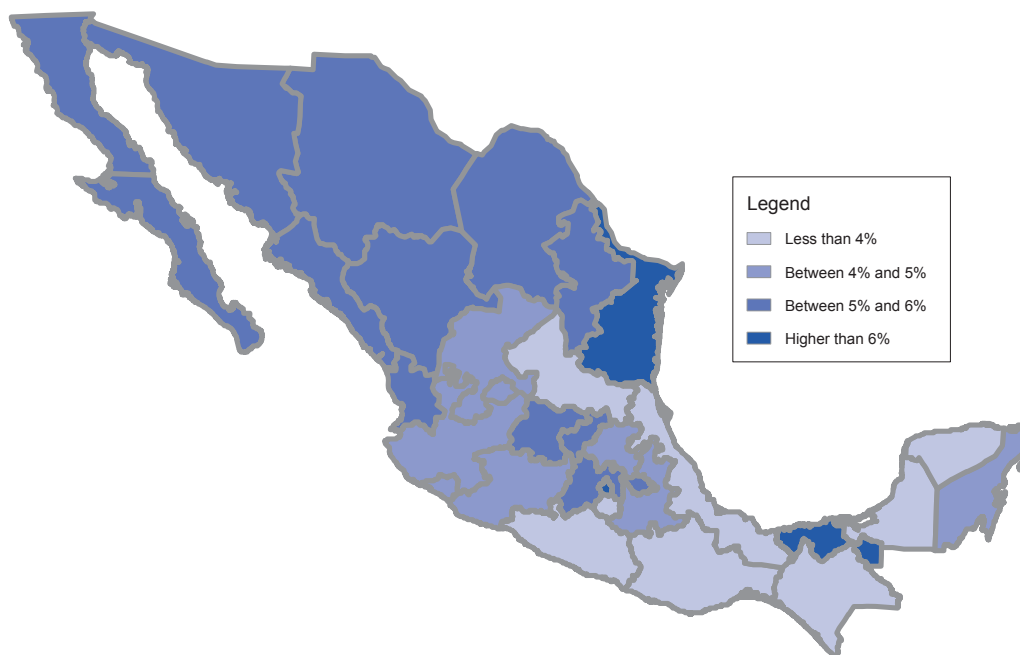 Legend
Less than 4%
Between 4% and 5%
Between 5% and 6%
Higher than 6%